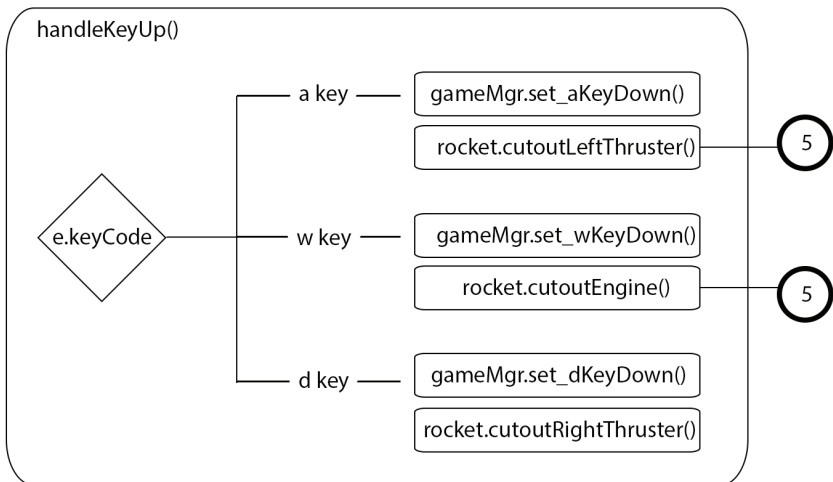 handleKeyUp()
a key
gameMgr.set_aKeyDown()
rocket.cutoutLeftThruster()
5
e.keyCode
w key
gameMgr.set_wKeyDown()
rocket.cutoutEngine()
5
d key
gameMgr.set_dKeyDown()
rocket.cutoutRightThruster()